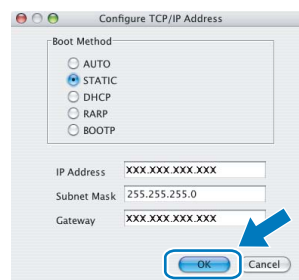 Configure TCP/IP Address
Boot Method
AUTO
STATIC
DHCP
RARP
BOOTP
IP Address XXX.XXX.XXX.XXX
Subnet Mask 255.255.255.0
Gateway XXX.XXX.XXX.XXX
OK Cancel